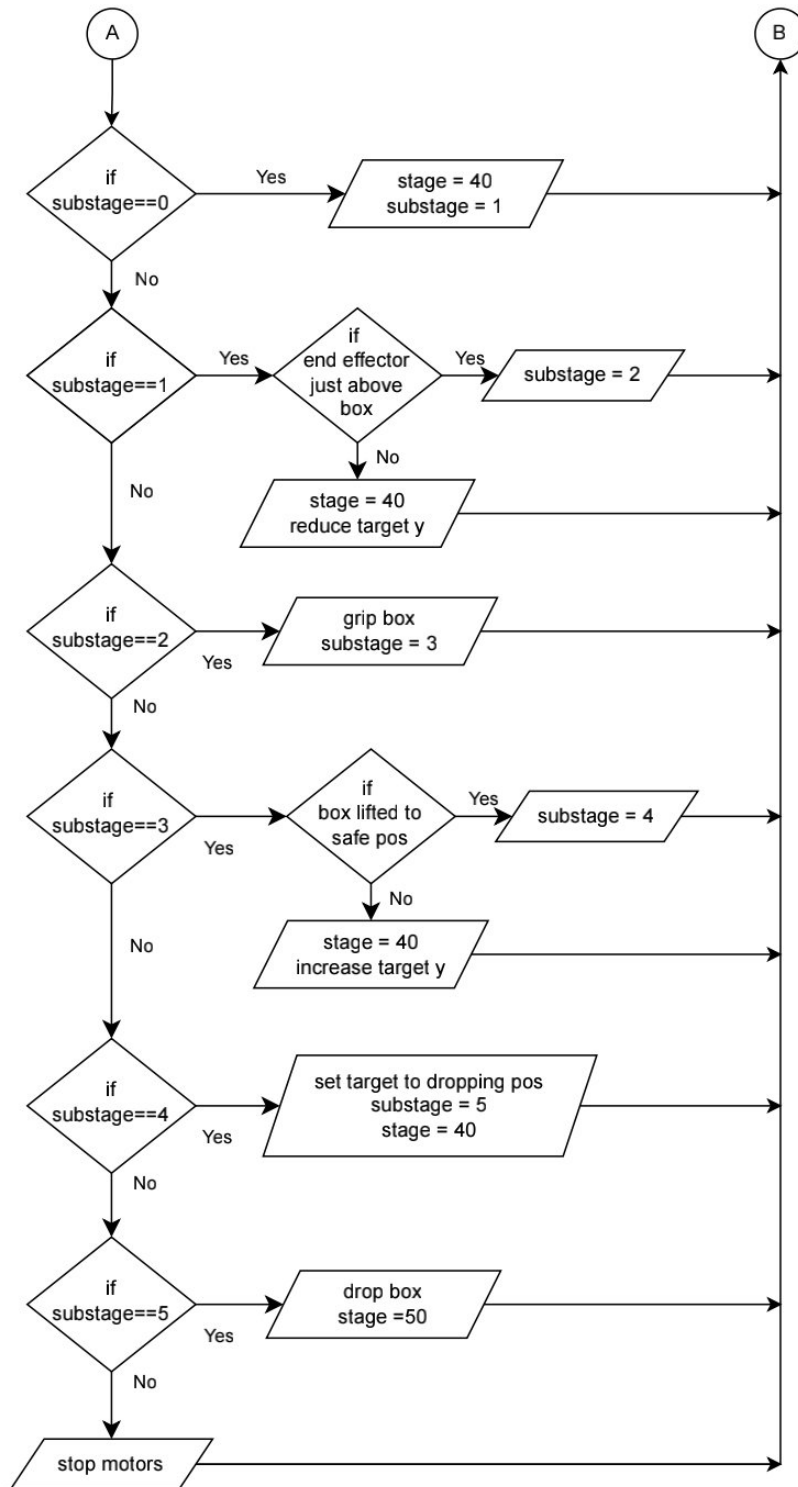 A
B
if
substage==0
Yes
stage = 40
substage = 1
No
if
substage==1
Yes
if
end effector
just above
box
Yes
substage = 2
No
stage = 40
reduce target y
No
if
substage==2
Yes
grip box
substage = 3
No
if
substage==3
Yes
if
box lifted to
safe pos
Yes
substage = 4
No
stage = 40
increase target y
No
if
substage==4
Yes
set target to dropping pos
substage = 5
stage = 40
No
if
substage==5
Yes
drop box
stage =50
No
stop motors